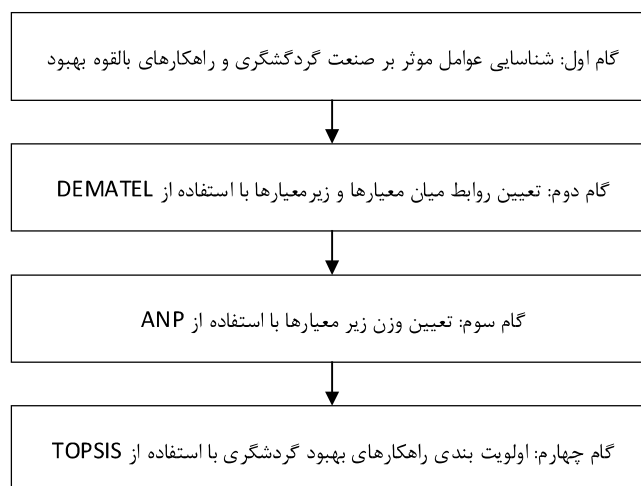 گام اول: شناسایی عوامل موثر بر صنعت گردگشگری و راهکارهای بالقوه بهبود
گام دوم: تعیین روابط میان معیارها و زیرمعیارها با استفاده از DEMATEL
گام سوم: تعیین وزن زیر معیارها با استفاده از ANP
گام چهارم: اولویت بندی راهکارهای بهبود گردشگری با استفاده از TOPSIS